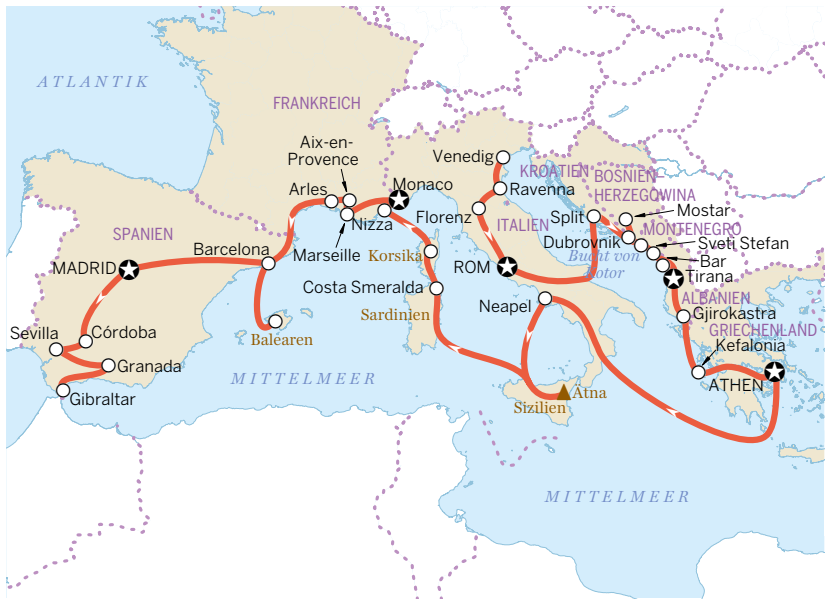 ATLANTIK
FRANKREICH
Aix-en-
Provence
Venedig
KROATIEN
BOSNIEN
HERZEGOWINA
Arles
Monaco
Ravenna
Mostar
Florenz
Split
Nizza
ITALIEN
MONTENEGRO
SPANIEN
Barcelona
Marseille
Korsika
Dubrovnik
Sveti Stefan
Bucht von
Kotor
Bar
MADRID
ROM
Tirana
Costa Smeralda
Neapel
ALBANIEN
Sardinien
Gjirokastra
Sevilla
Córdoba
Balearen
GRIECHENLAND
Kefalonia
Granada
MITTELMEER
ATHEN
Gibraltar
Ätna
Sizilien
MITTELMEER